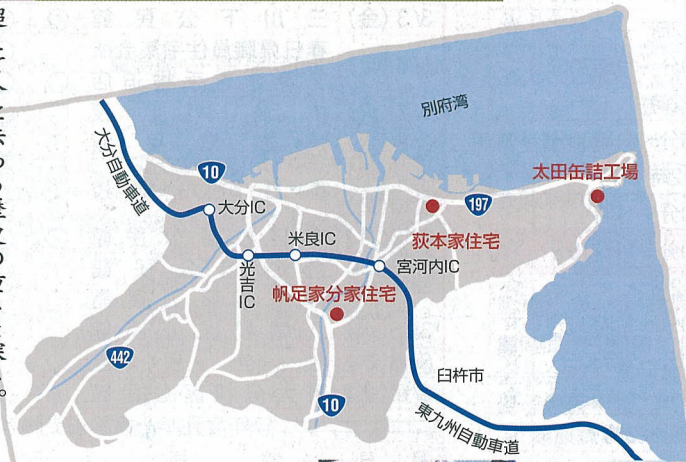 別府湾
大分自動車道
10
大分IC
光吉IC
米良IC
宮河内IC
197
太田缶詰工場
荻本家住宅
帆足家分家住宅
442
10
臼杵市
東九州自動車道